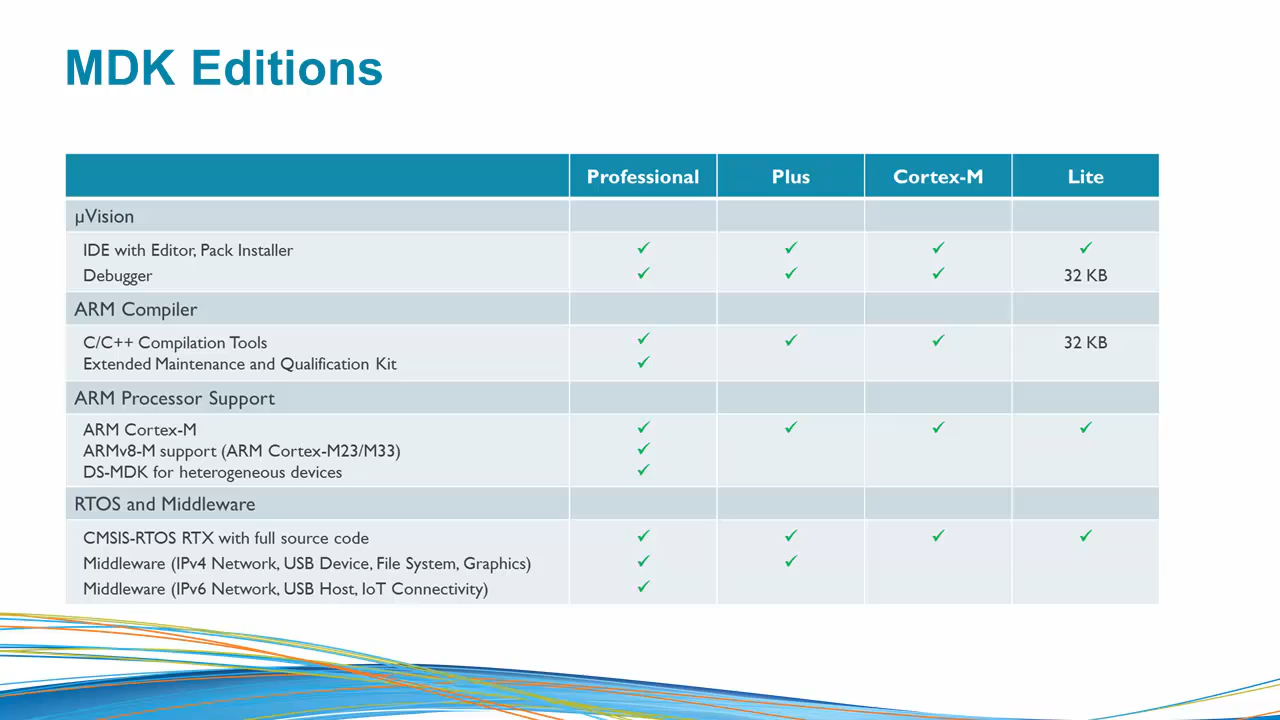 MDK Editions
Professional Plus Cortex-M Lite
µVision
IDE with Editor, Pack Installer ✓ ✓ ✓ ✓
Debugger ✓ ✓ ✓ 32 KB
ARM Compiler
C/C++ Compilation Tools ✓ ✓ ✓ 32 KB
Extended Maintenance and Qualification Kit ✓
ARM Processor Support
ARM Cortex-M ✓ ✓ ✓ ✓
ARMv8-M support (ARM Cortex-M23/M33) ✓
DS-MDK for heterogeneous devices ✓
RTOS and Middleware
CMSIS-RTOS RTX with full source code ✓ ✓ ✓ ✓
Middleware (IPv4 Network, USB Device, File System, Graphics) ✓ ✓
Middleware (IPv6 Network, USB Host, IoT Connectivity) ✓